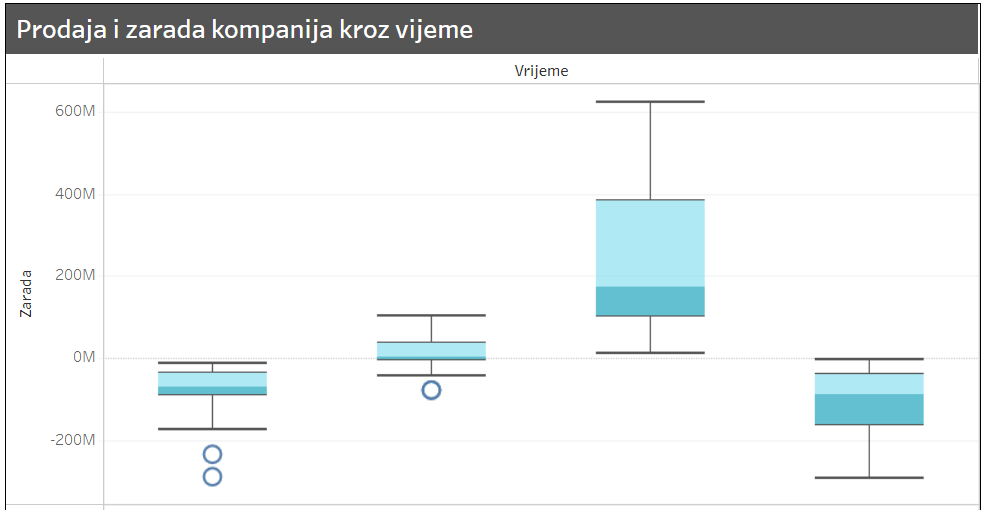 Prodaja i zarada kompanija kroz vijeme
Vrijeme
Zarada
600M
400M
200M
0M
-200M